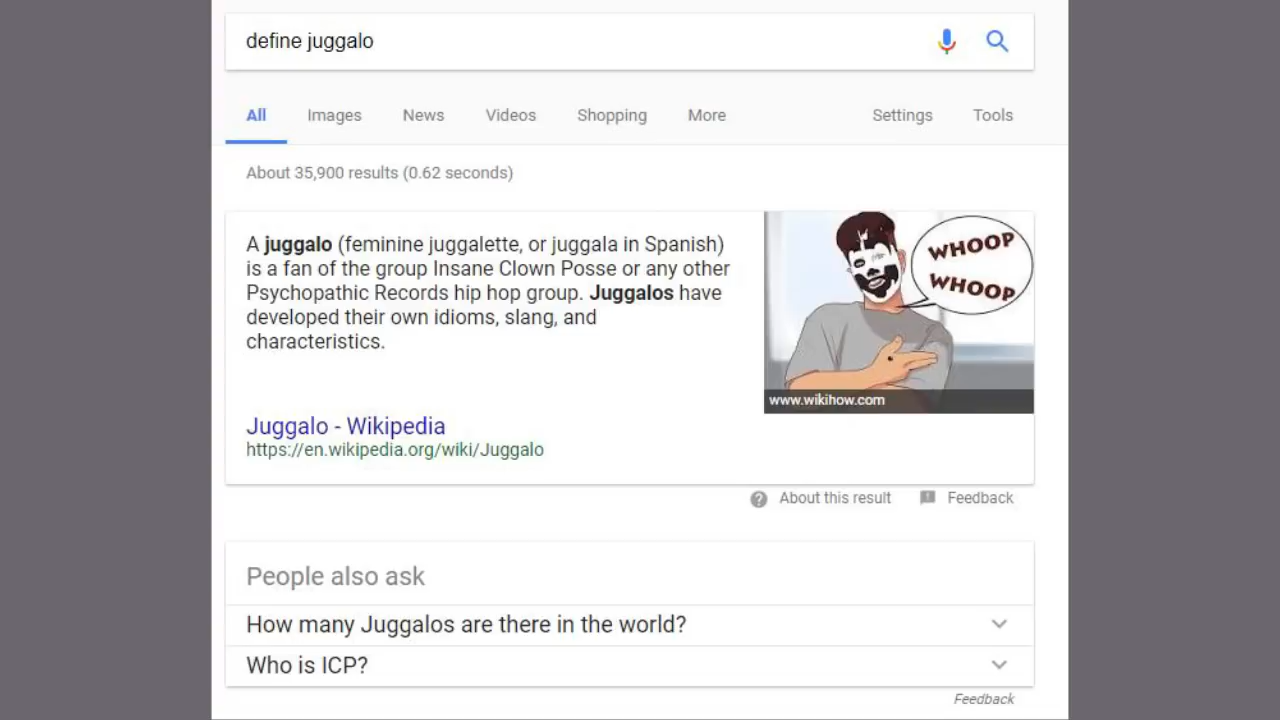 define juggalo
All Images News Videos Shopping More Settings Tools
About 35,900 results (0.62 seconds)
A juggalo (feminine juggalette, or juggala in Spanish)
is a fan of the group Insane Clown Posse or any other
Psychopathic Records hip hop group. Juggalos have
developed their own idioms, slang, and
characteristics.
WHOOP
WHOOP
www.wikihow.com
Juggalo - Wikipedia
https://en.wikipedia.org/wiki/Juggalo
About this result Feedback
People also ask
How many Juggalos are there in the world?
Who is ICP?
Feedback